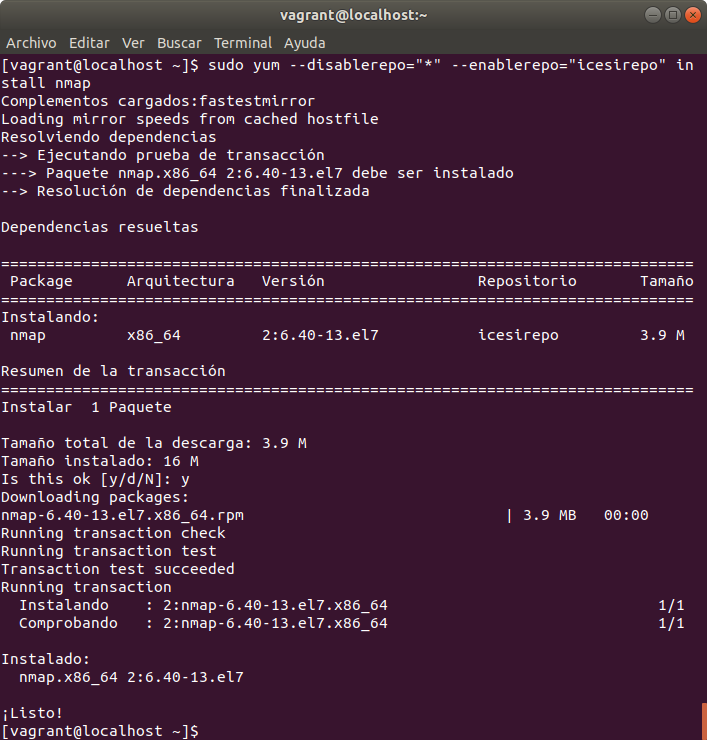 vagrant@localhost:~
Archivo Editar Ver Buscar Terminal Ayuda
[vagrant@localhost ~]$ sudo yum --disablerepo="*" --enablerepo="icesirepo" in
stall nmap
Complementos cargados:fastestmirror
Loading mirror speeds from cached hostfile
Resolviendo dependencias
--> Ejecutando prueba de transacción
---> Paquete nmap.x86_64 2:6.40-13.el7 debe ser instalado
--> Resolución de dependencias finalizada

Dependencias resueltas

=============================================================================
 Package      Arquitectura   Versión                 Repositorio       Tamaño
=============================================================================
Instalando:
 nmap         x86_64         2:6.40-13.el7           icesirepo         3.9 M

Resumen de la transacción
=============================================================================
Instalar  1 Paquete

Tamaño total de la descarga: 3.9 M
Tamaño instalado: 16 M
Is this ok [y/d/N]: y
Downloading packages:
nmap-6.40-13.el7.x86_64.rpm                             | 3.9 MB   00:00
Running transaction check
Running transaction test
Transaction test succeeded
Running transaction
  Instalando    : 2:nmap-6.40-13.el7.x86_64                              1/1
  Comprobando   : 2:nmap-6.40-13.el7.x86_64                              1/1

Instalado:
  nmap.x86_64 2:6.40-13.el7

¡Listo!
[vagrant@localhost ~]$